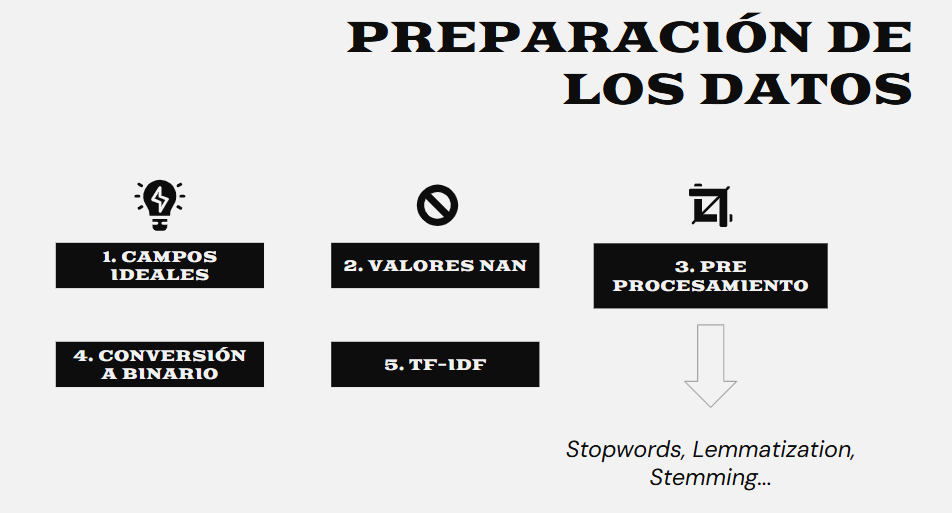 PREPARACIÓN DE
LOS DATOS
1. CAMPOS
IDEALES
2. VALORES NAN
3. PRE
PROCESAMIENTO
4. CONVERSIÓN
A BINARIO
5. TF-IDF
Stopwords, Lemmatization,
Stemming...